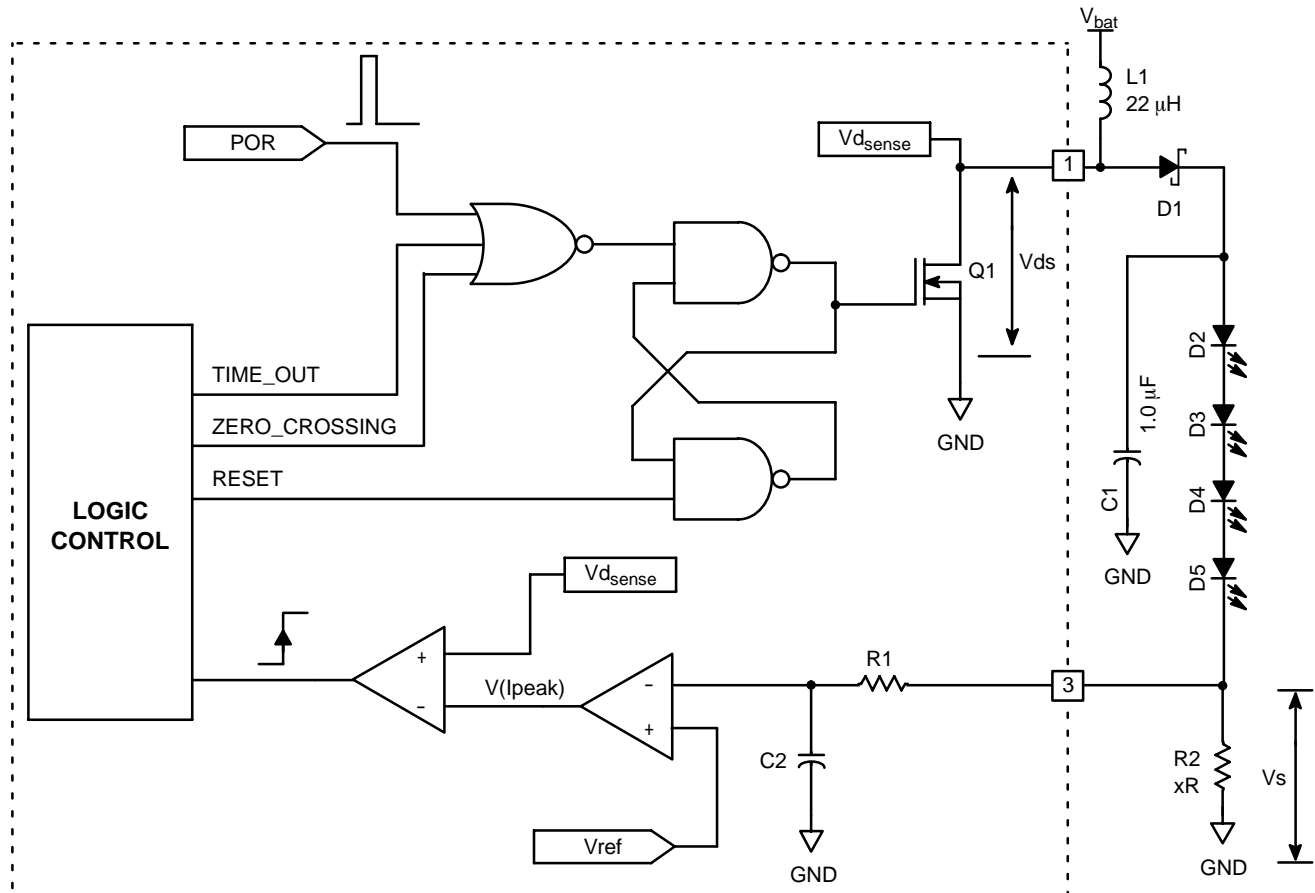 Vbat
L1
22 μH
POR
Vdsense
1
D1
Vds
Q1
GND
D2
D3
D4
D5
1.0 μF
C1
GND
TIME_OUT
ZERO_CROSSING
RESET
LOGIC
CONTROL
Vdsense
+
−
V(Ipeak)
−
+
R1
3
C2
GND
Vref
R2
xR
Vs
GND